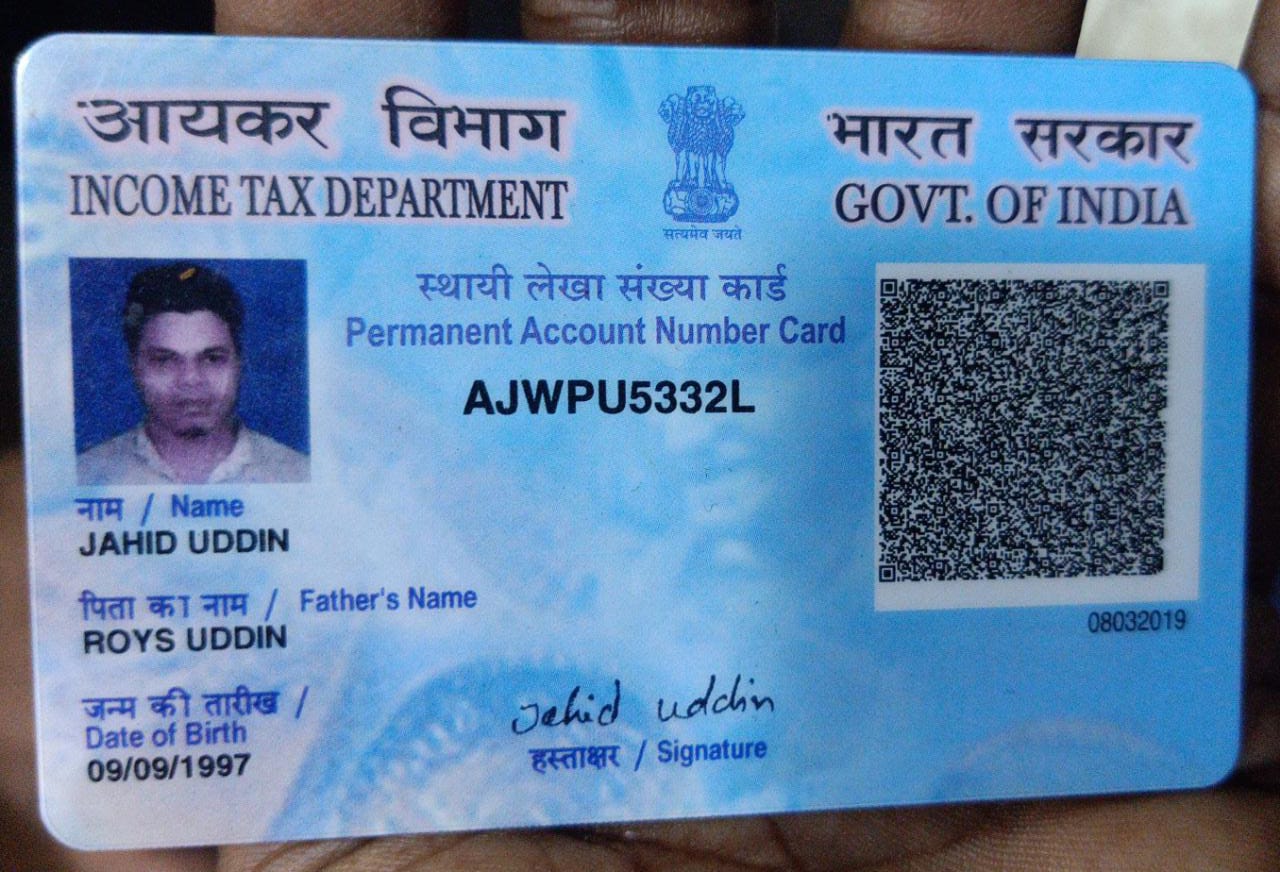 आयकर विभाग
INCOME TAX DEPARTMENT
सत्यमेव जयते
भारत सरकार
GOVT. OF INDIA
स्थायी लेखा संख्या कार्ड
Permanent Account Number Card
AJWPU5332L
नाम / Name
JAHID UDDIN
पिता का नाम / Father's Name
ROYS UDDIN
08032019
जन्म की तारीख /
Date of Birth
09/09/1997
Jahid uddin
हस्ताक्षर / Signature